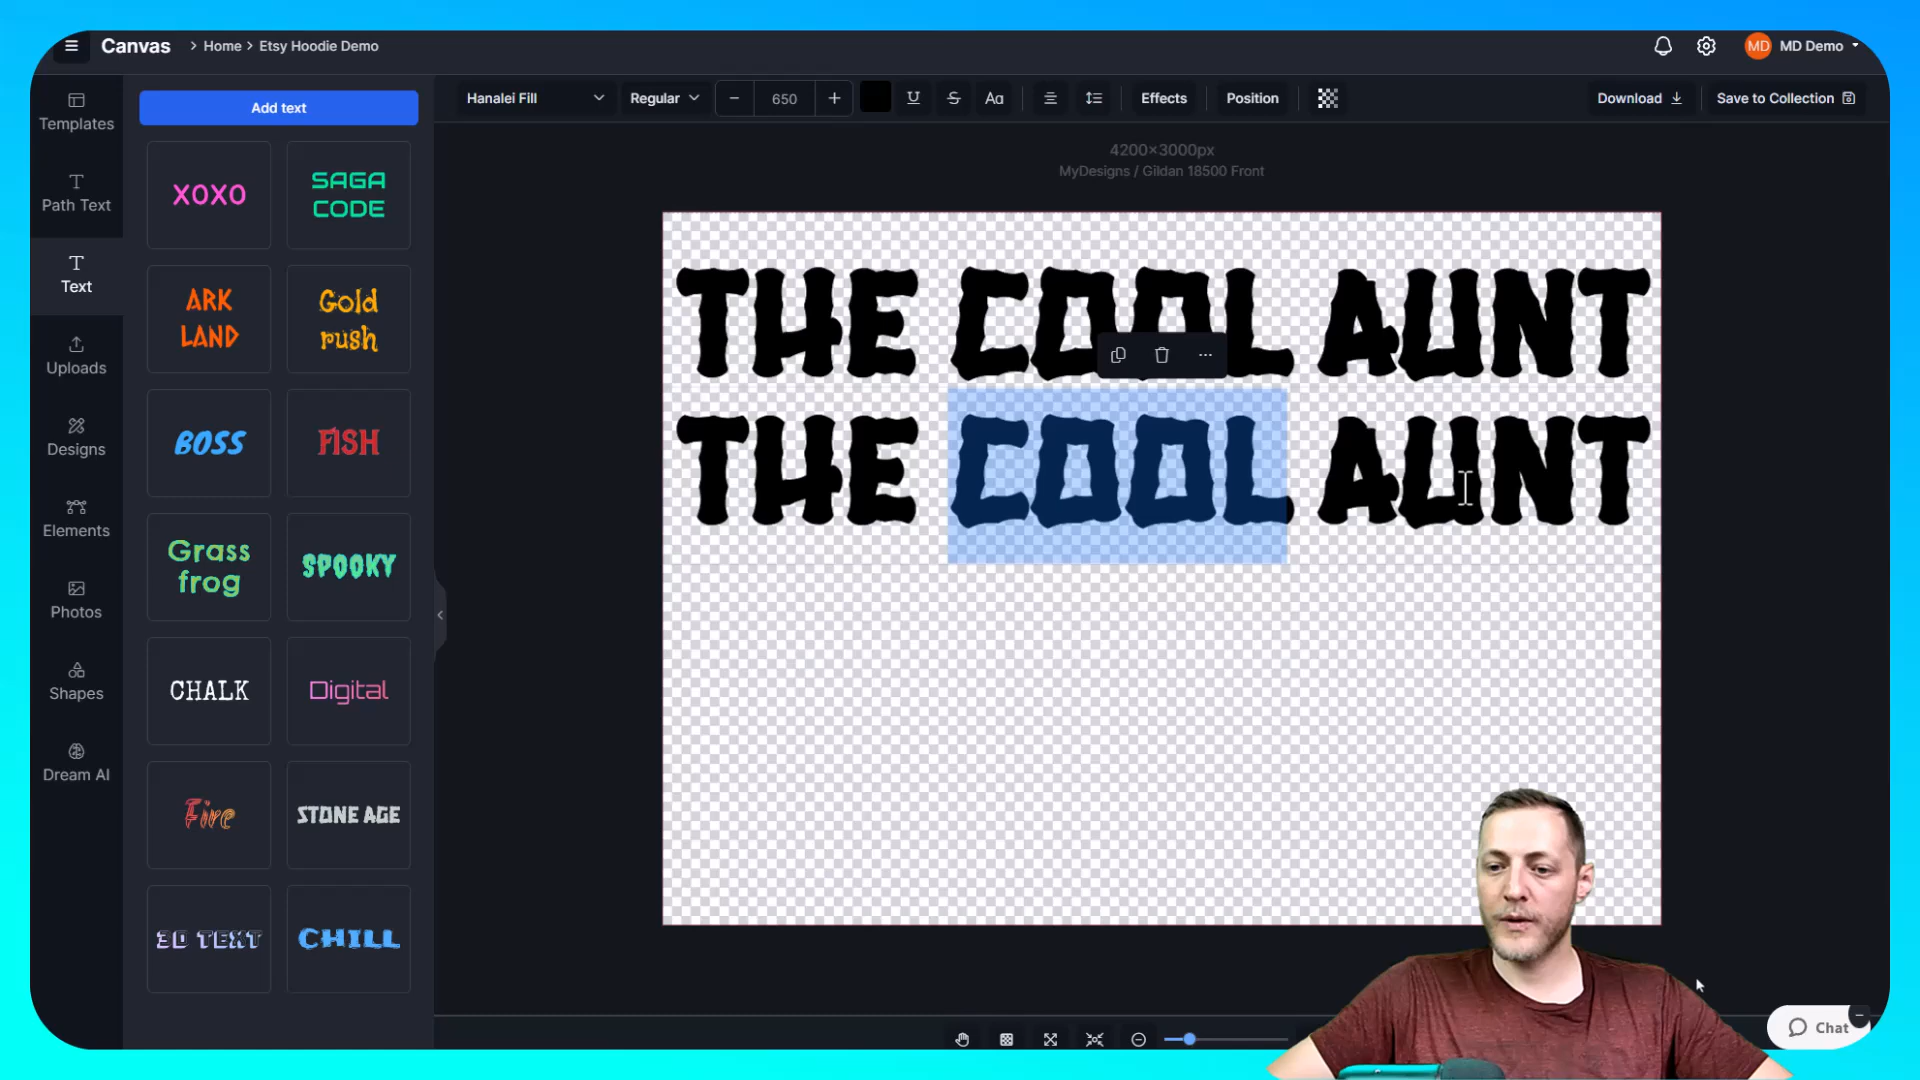 Canvas > Home > Etsy Hoodie Demo
MD MD Demo
Templates
Path Text
Text
Uploads
Designs
Elements
Photos
Shapes
Dream AI
Add text
XOXO
SAGA
CODE
ARK
LAND
Gold
rush
BOSS
FISH
Grass
frog
SPOOKY
CHALK
Digital
Fire
STONE AGE
3D TEXT
CHILL
Hanalei Fill
Regular
650
Aa
Effects
Position
Download
Save to Collection
4200×3000px
MyDesigns / Gildan 18500 Front
THE COOL AUNT
THE COOL AUNT
Chat